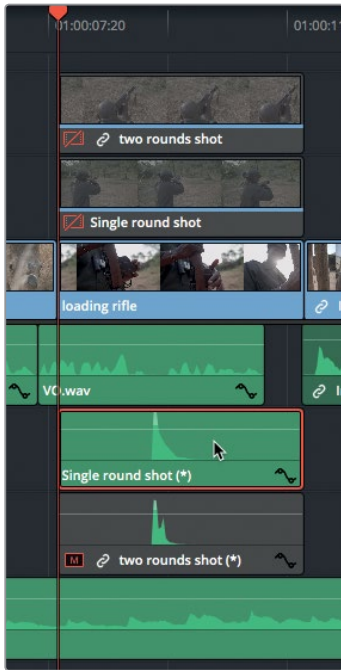 01:00:07:20
01:00:11
two rounds shot
Single round shot
loading rifle
VO.wav
Single round shot (*)
M
two rounds shot (*)